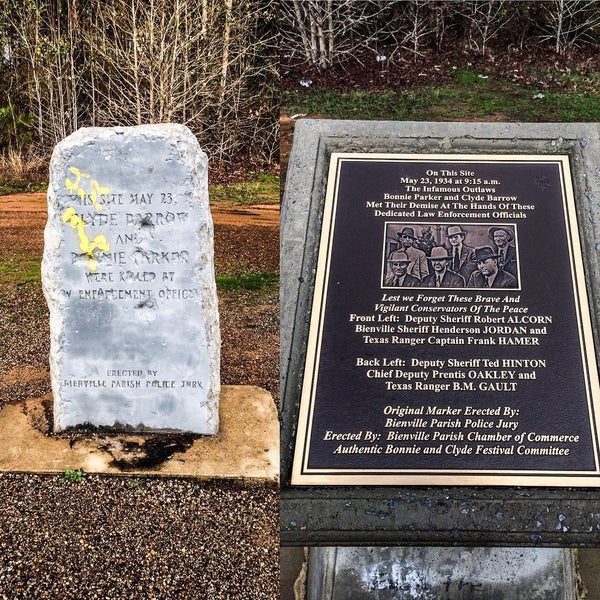 THIS SITE MAY 23,
CLYDE BARROW
AND
BONNIE PARKER
WERE KILLED BY
W ENFORCEMENT OFFICE
ERECTED BY
BIENVILLE PARISH POLICE JURY
On This Site
May 23, 1934 at 9:15 a.m.
The Infamous Outlaws
Bonnie Parker and Clyde Barrow
Met Their Demise At The Hands Of These
Dedicated Law Enforcement Officials
Lest we Forget These Brave And
Vigilant Conservators Of The Peace
Front Left: Deputy Sheriff Robert ALCORN
Bienville Sheriff Henderson JORDAN and
Texas Ranger Captain Frank HAMER
Back Left: Deputy Sheriff Ted HINTON
Chief Deputy Prentis OAKLEY and
Texas Ranger B.M. GAULT
Original Marker Erected By:
Bienville Parish Police Jury
Erected By: Bienville Parish Chamber of Commerce
Authentic Bonnie and Clyde Festival Committee